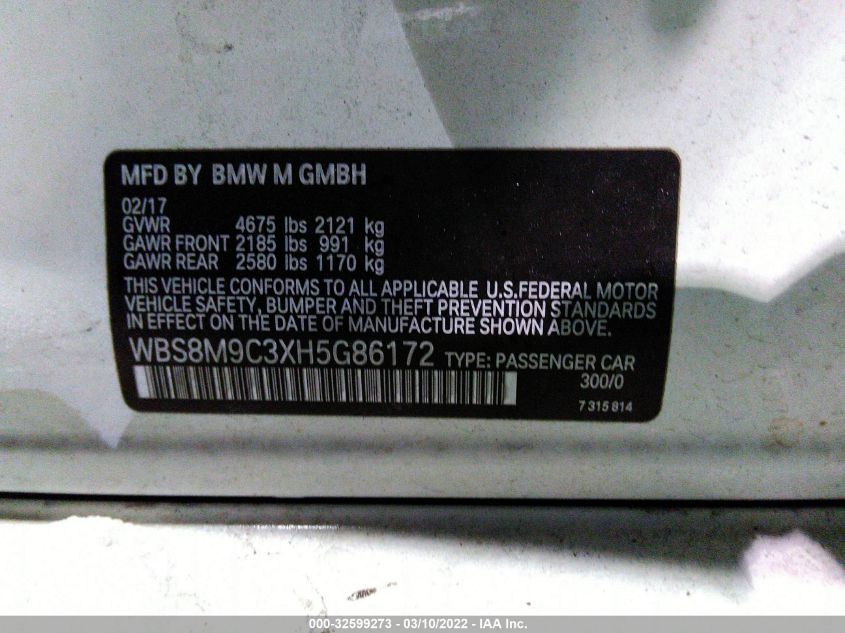 MFD BY BMW M GMBH
02/17
GVWR 4675 lbs 2121 kg
GAWR FRONT 2185 lbs 991 kg
GAWR REAR 2580 lbs 1170 kg
THIS VEHICLE CONFORMS TO ALL APPLICABLE U.S.FEDERAL MOTOR
VEHICLE SAFETY, BUMPER AND THEFT PREVENTION STANDARDS
IN EFFECT ON THE DATE OF MANUFACTURE SHOWN ABOVE.
WBS8M9C3XH5G86172 TYPE: PASSENGER CAR
300/0
7 315 814
000-32599273 - 03/10/2022 - IAA Inc.